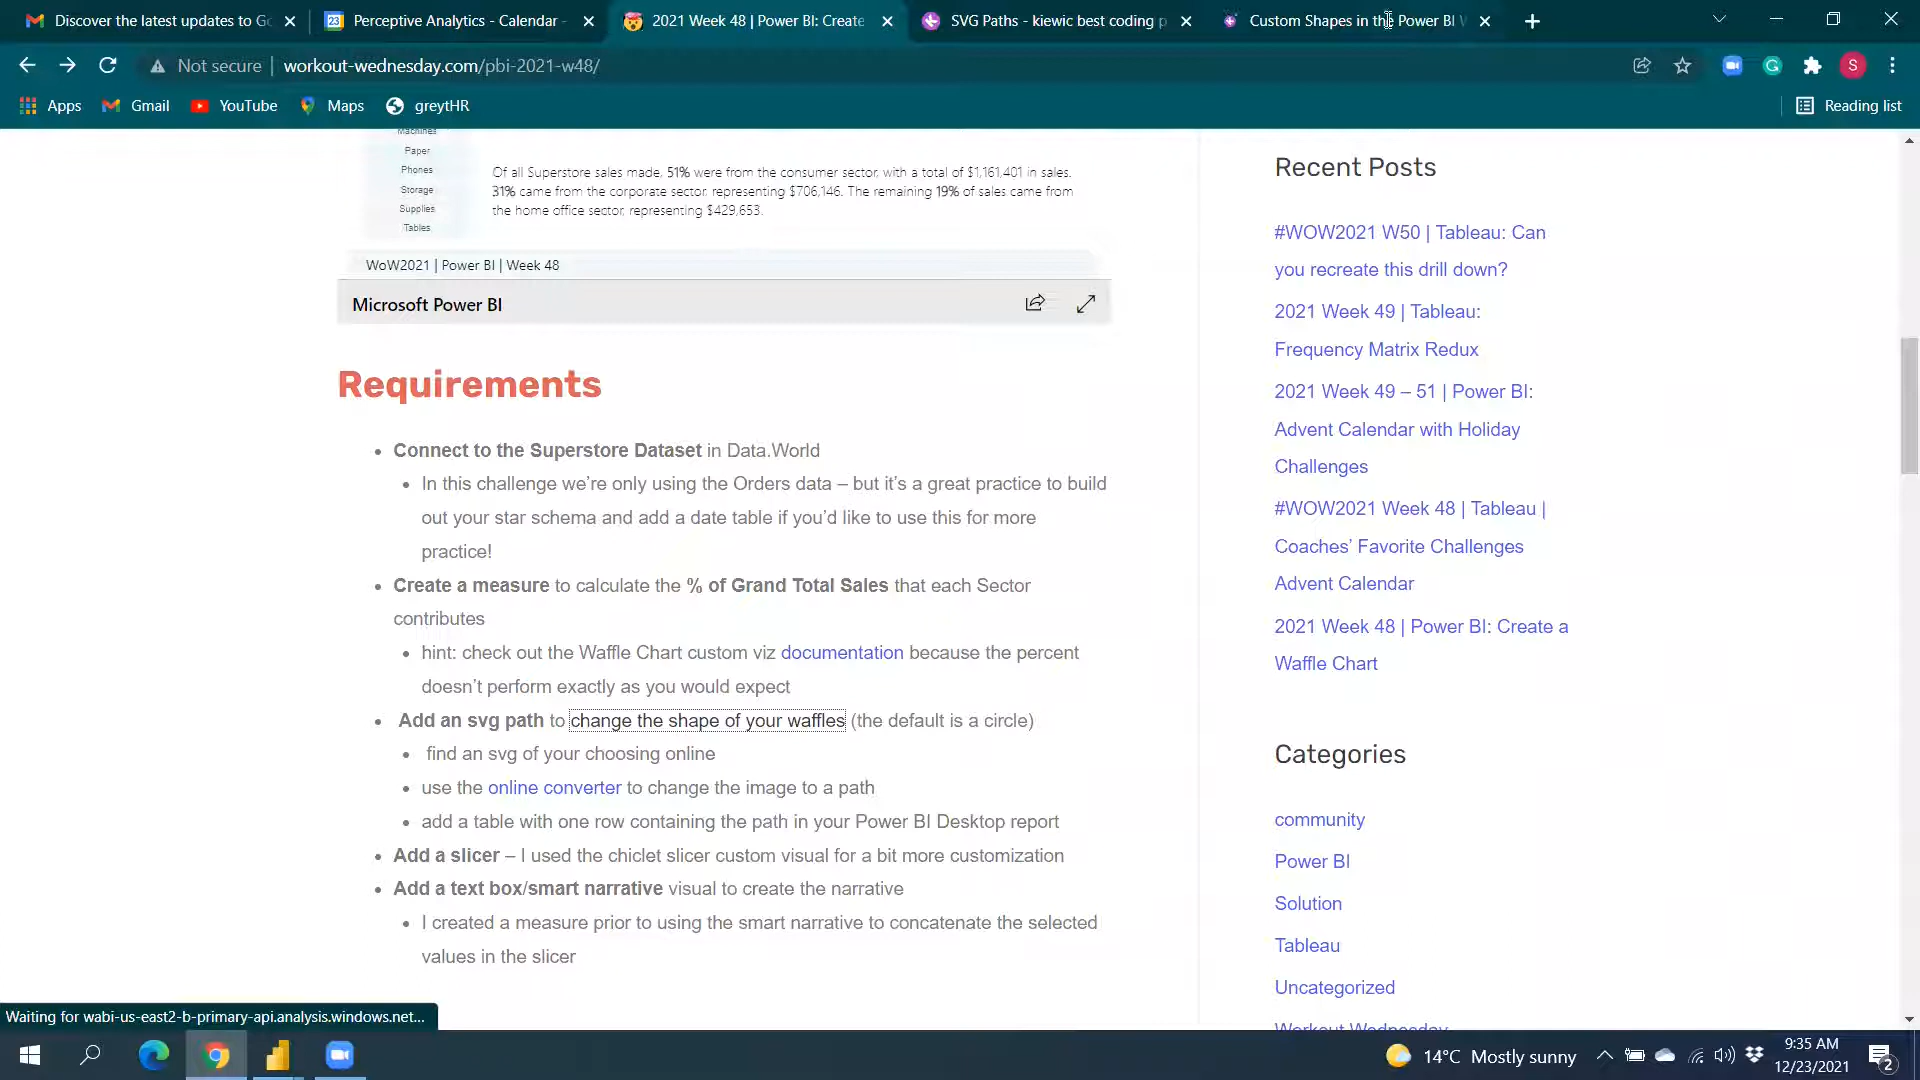 Discover the latest updates to Go
Perceptive Analytics - Calendar -
2021 Week 48 | Power BI: Create
SVG Paths - kiewic best coding p
Custom Shapes in the Power BI V
Not secure
workout-wednesday.com/pbi-2021-w48/
S
Apps
Gmail
YouTube
Maps
greytHR
Reading list
Machines
Paper
Phones
Storage
Supplies
Tables
Of all Superstore sales made, 51% were from the consumer sector, with a total of $1,161,401 in sales.
31% came from the corporate sector, representing $706,146. The remaining 19% of sales came from
the home office sector, representing $429,653.
WoW2021 | Power BI | Week 48
Microsoft Power BI
Requirements
• Connect to the Superstore Dataset in Data.World
• In this challenge we’re only using the Orders data – but it’s a great practice to build
out your star schema and add a date table if you’d like to use this for more
practice!
• Create a measure to calculate the % of Grand Total Sales that each Sector
contributes
• hint: check out the Waffle Chart custom viz documentation because the percent
doesn’t perform exactly as you would expect
• Add an svg path to change the shape of your waffles (the default is a circle)
• find an svg of your choosing online
• use the online converter to change the image to a path
• add a table with one row containing the path in your Power BI Desktop report
• Add a slicer – I used the chiclet slicer custom visual for a bit more customization
• Add a text box/smart narrative visual to create the narrative
• I created a measure prior to using the smart narrative to concatenate the selected
values in the slicer
Recent Posts
#WOW2021 W50 | Tableau: Can
you recreate this drill down?
2021 Week 49 | Tableau:
Frequency Matrix Redux
2021 Week 49 – 51 | Power BI:
Advent Calendar with Holiday
Challenges
#WOW2021 Week 48 | Tableau |
Coaches’ Favorite Challenges
Advent Calendar
2021 Week 48 | Power BI: Create a
Waffle Chart
Categories
community
Power BI
Solution
Tableau
Uncategorized
Workout Wednesday
Waiting for wabi-us-east2-b-primary-api.analysis.windows.net...
14°C Mostly sunny
9:35 AM
12/23/2021
2